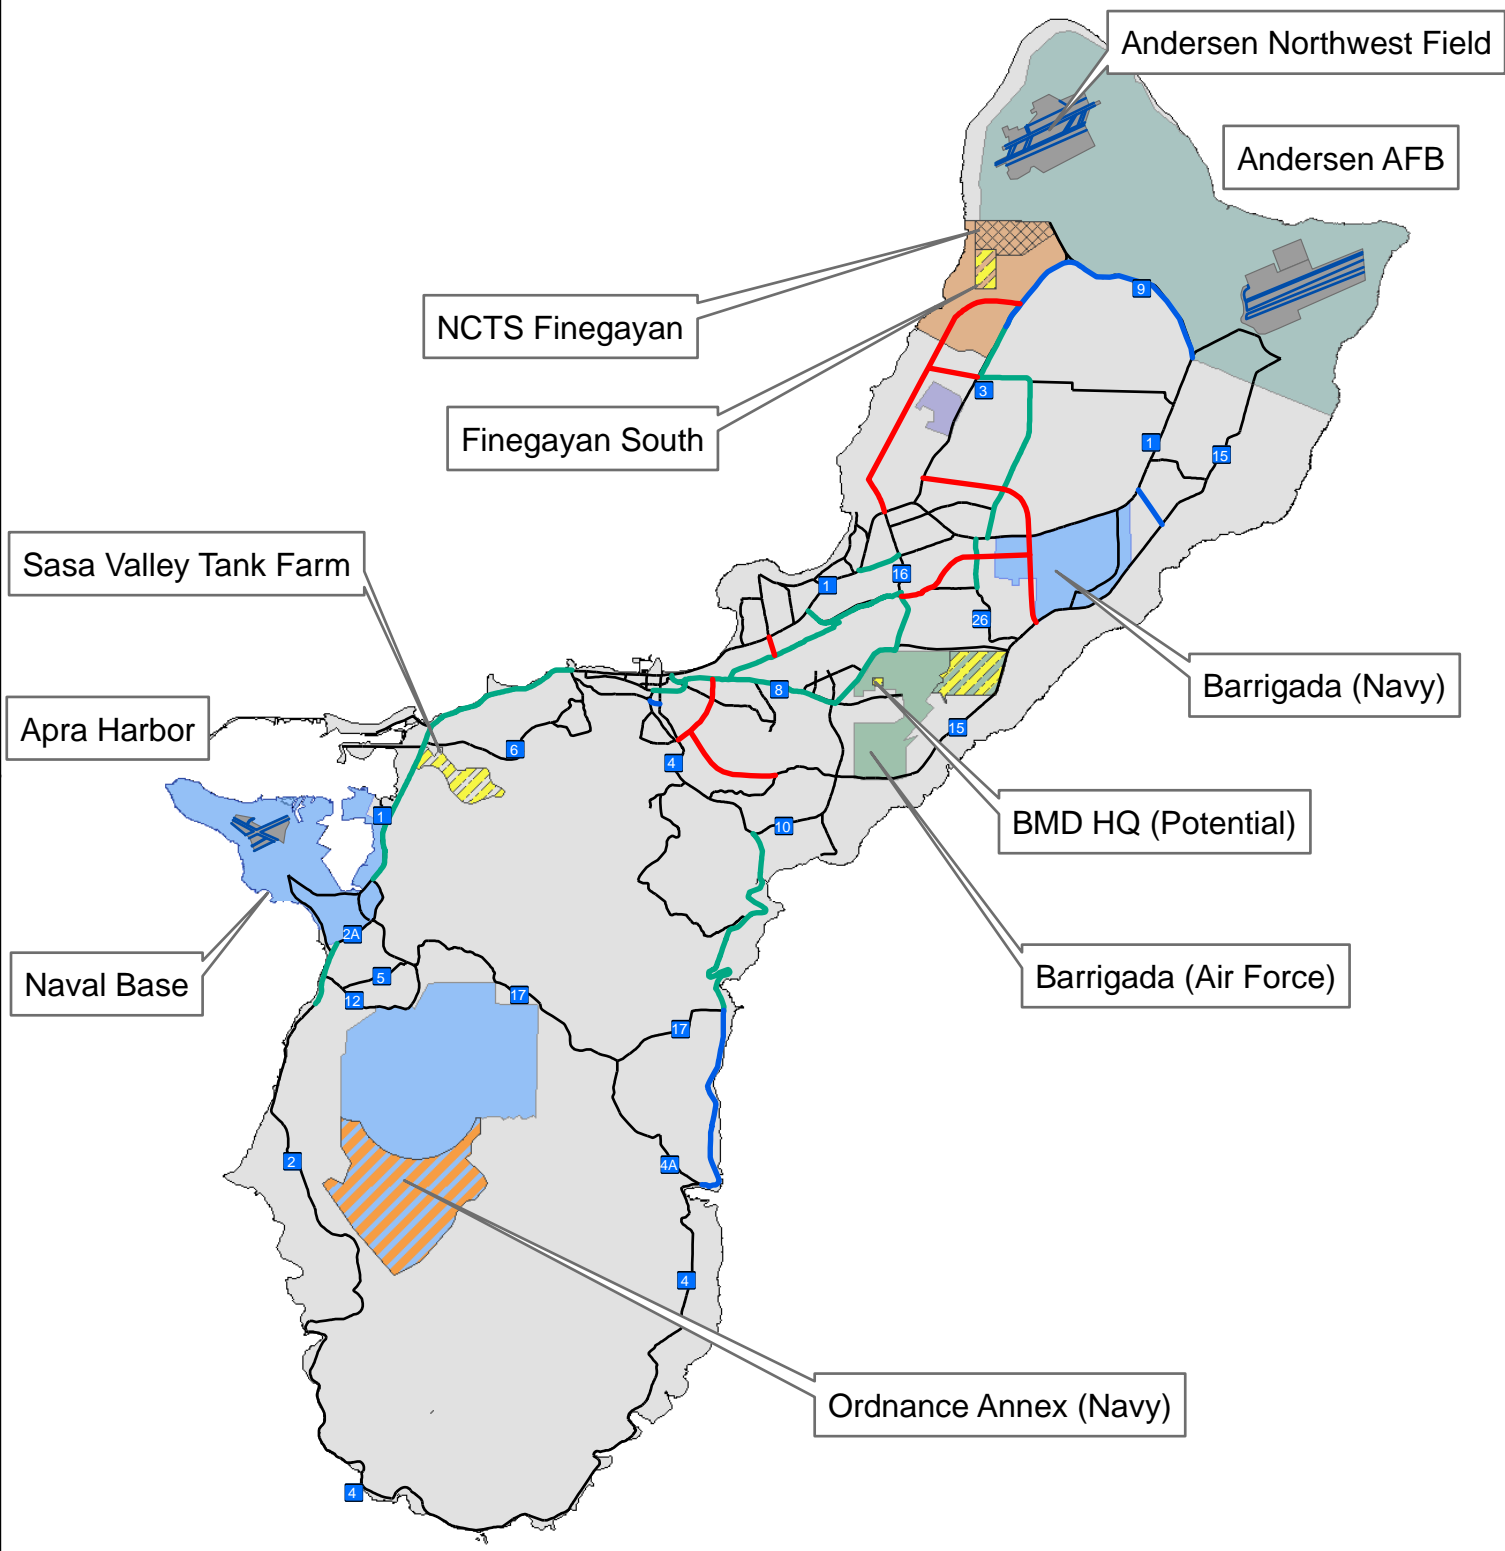 Andersen Northwest Field
Andersen AFB
9
NCTS Finegayan
3
Finegayan South
1
15
Sasa Valley Tank Farm
16
1
26
Barrigada (Navy)
8
Apra Harbor
15
6
4
1
10
BMD HQ (Potential)
2A
5
Naval Base
12
17
Barrigada (Air Force)
17
2
4A
4
Ordnance Annex (Navy)
4